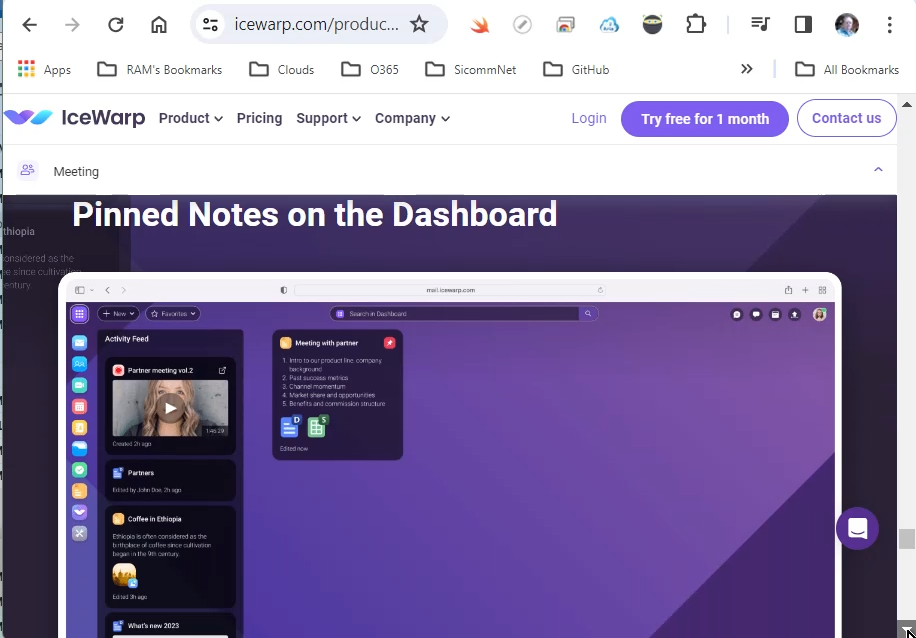 icewarp.com/produc...
Apps
RAM's Bookmarks
Clouds
O365
SicommNet
GitHub
All Bookmarks
IceWarp
Product
Pricing
Support
Company
Login
Try free for 1 month
Contact us
Meeting
Pinned Notes on the Dashboard
thiopia
considered as the
ee since cultivation
entury.
mail.icewarp.com
New
Favorites
Search in Dashboard
Activity Feed
Partner meeting vol.2
1:46:29
Created 2h ago
Partners
Edited by John Doe, 2h ago
Coffee in Ethiopia
Ethiopia is often considered as the
birthplace of coffee since cultivation
began in the 9th century.
Edited 3h ago
What's new 2023
Meeting with partner
1. Intro to our product line, company
background
2. Past success metrics
3. Channel momentum
4. Market share and opportunities
5. Benefits and commission structure
D
S
Edited now